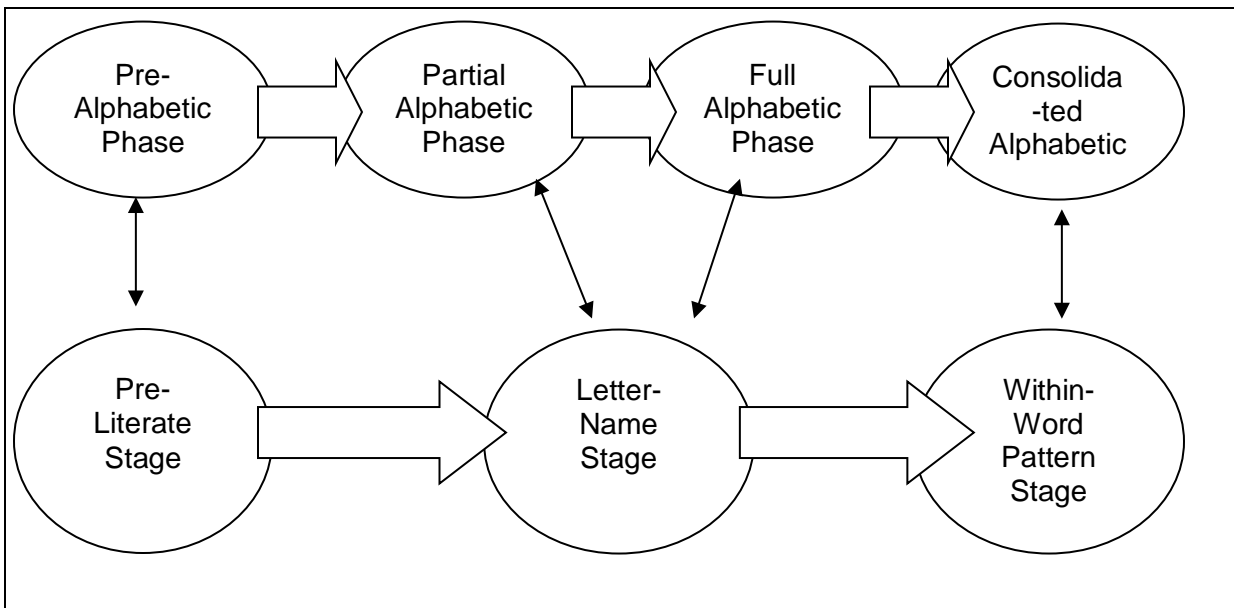 Pre-
Alphabetic
Phase
Partial
Alphabetic
Phase
Full
Alphabetic
Phase
Consolida
-ted
Alphabetic
Pre-
Literate
Stage
Letter-
Name
Stage
Within-
Word
Pattern
Stage